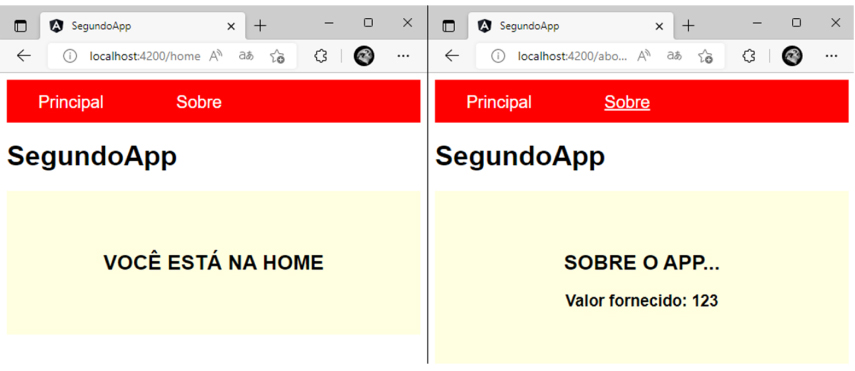 SegundoApp
localhost:4200/home
Principal Sobre
SegundoApp
VOCÊ ESTÁ NA HOME
SegundoApp
localhost:4200/abo...
Principal Sobre
SegundoApp
SOBRE O APP...
Valor fornecido: 123